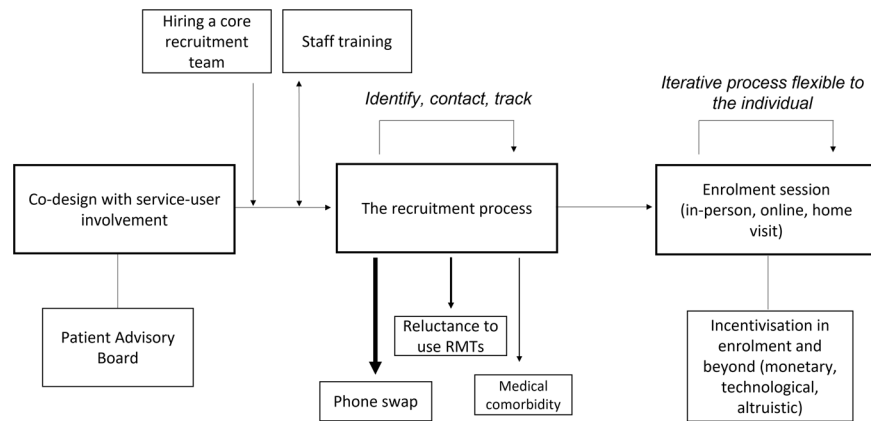 Hiring a core
recruitment
team
Staff training
Identify, contact, track
Iterative process flexible to
the individual
Co-design with service-user
involvement
The recruitment process
Enrolment session
(in-person, online, home
visit)
Patient Advisory
Board
Reluctance to
use RMTs
Phone swap
Medical
comorbidity
Incentivisation in
enrolment and
beyond (monetary,
technological,
altruistic)